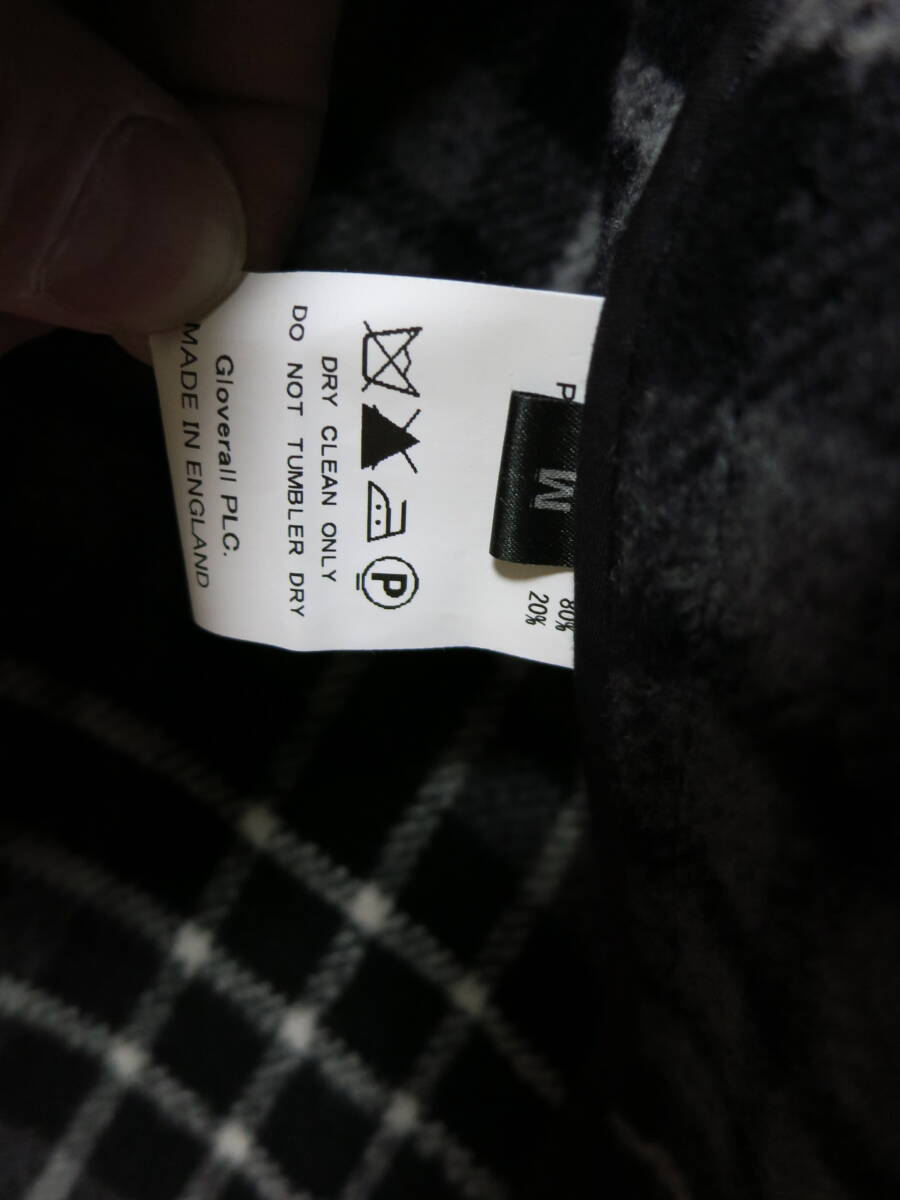 M
80%
20%
P
DRY CLEAN ONLY
DO NOT TUMBLER DRY
Gloverall PLC.
MADE IN ENGLAND